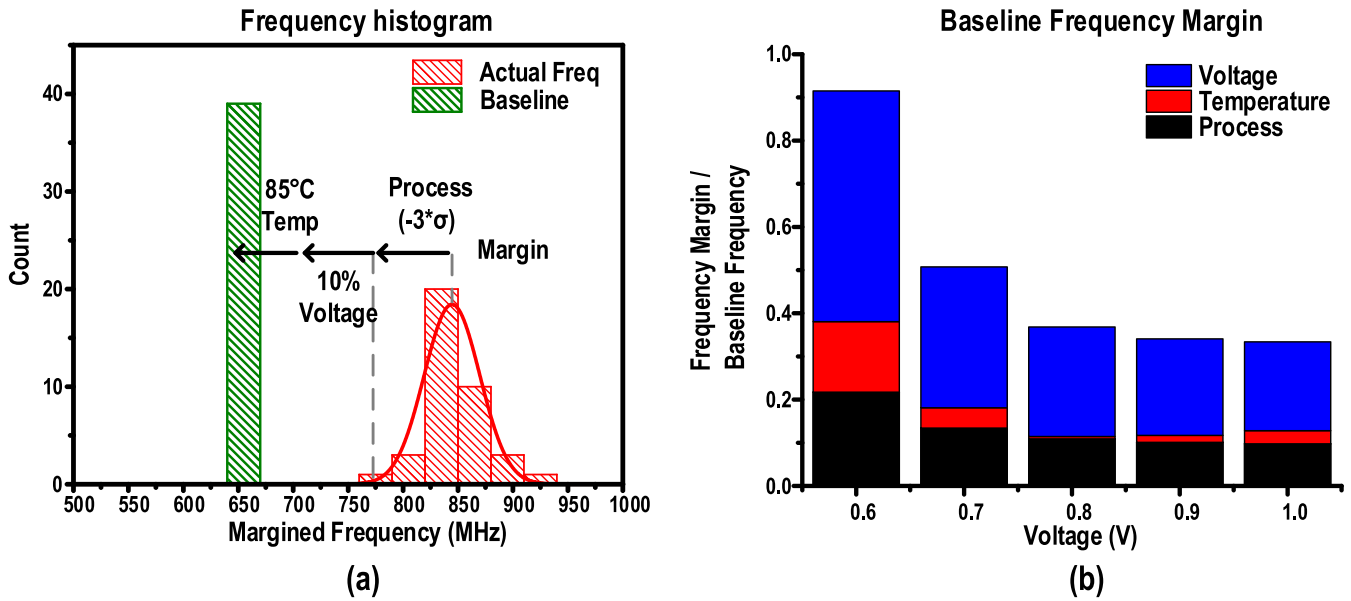 Frequency histogram
Count
40
30
20
10
0
Actual Freq
Baseline
85°C
Temp
Process
(-3*σ)
Margin
10%
Voltage
500 550 600 650 700 750 800 850 900 950 1000
Margined Frequency (MHz)
(a)
Baseline Frequency Margin
Frequency Margin /
Baseline Frequency
1.0
0.8
0.6
0.4
0.2
0.0
Voltage
Temperature
Process
0.6 0.7 0.8 0.9 1.0
Voltage (V)
(b)